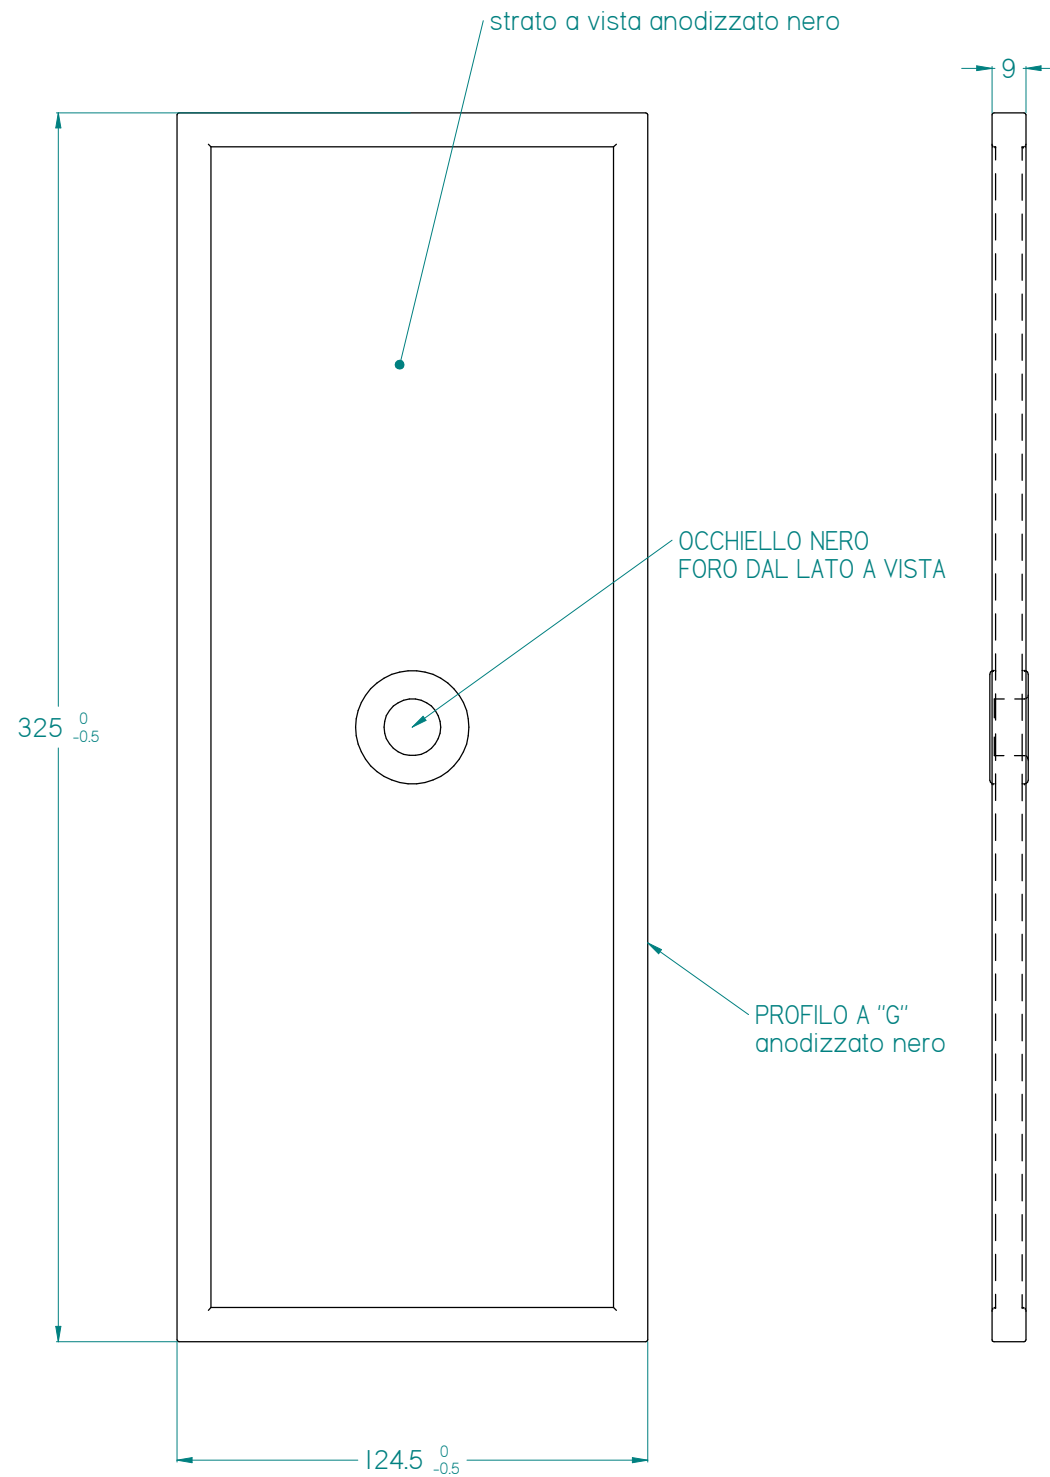 strato a vista anodizzato nero
9
OCCHIELLO NERO
FORO DAL LATO A VISTA
325 0 -0.5
PROFILO A "G"
anodizzato nero
124.5 0 -0.5